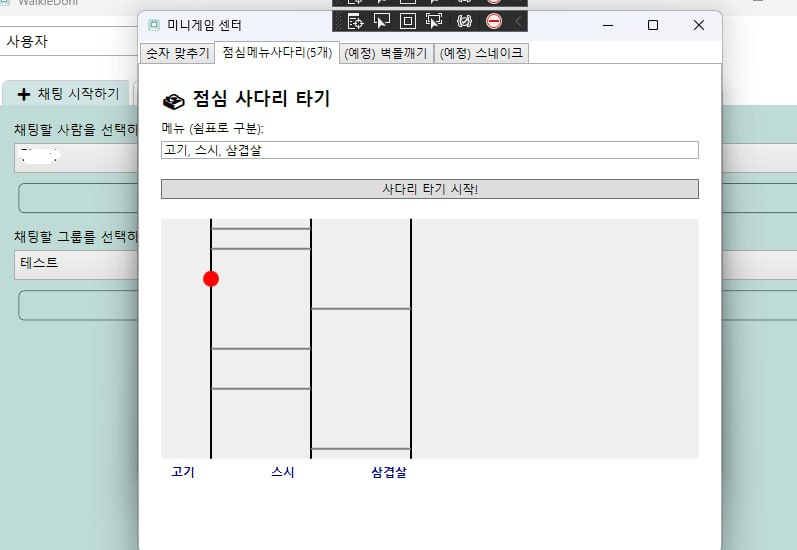 WalkieDohi
미니게임 센터
사용자
숫자 맞추기
점심메뉴사다리(5개)
(예정) 벽돌깨기
(예정) 스네이크
채팅 시작하기
점심 사다리 타기
채팅할 사람을 선택하
메뉴 (쉼표로 구분):
고기, 스시, 삼겹살
사다리 타기 시작!
채팅할 그룹를 선택하
테스트
고기
스시
삼겹살